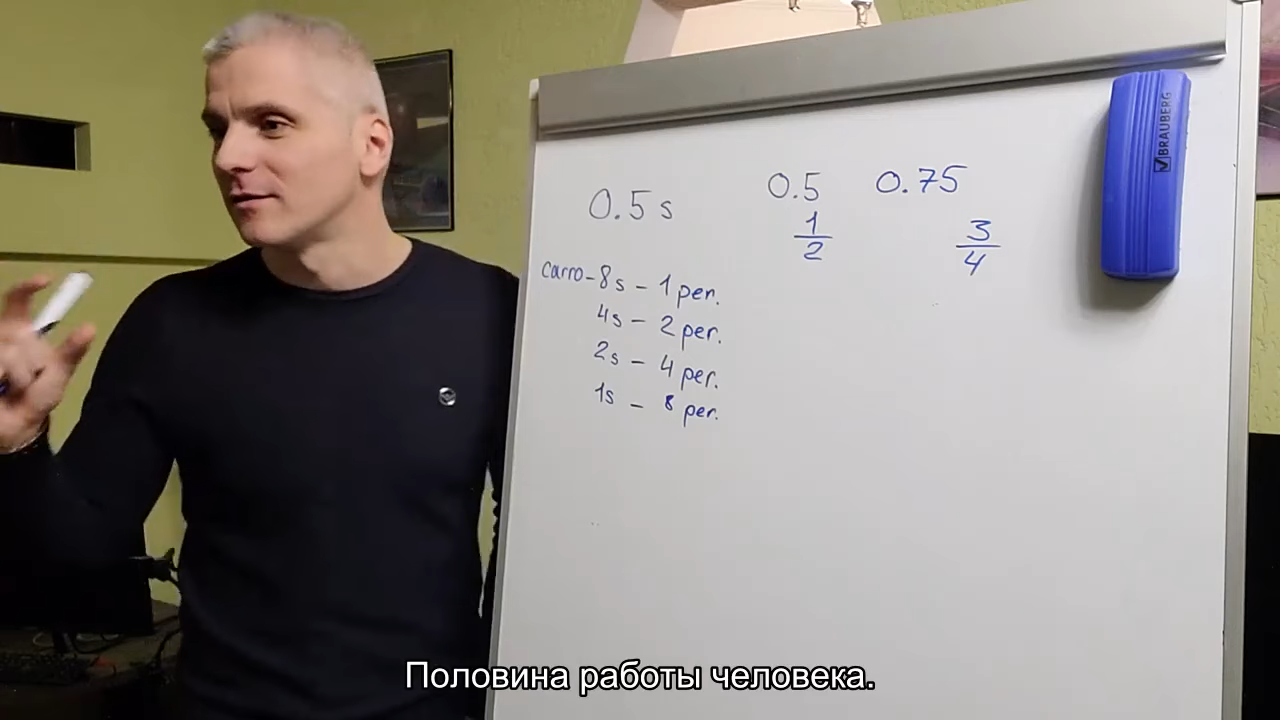 0.5 s
0.5
0.75
1
2
3
4
carro-8s - 1 per.
4s - 2 per.
2s - 4 per.
1s - 8 per.
BRAUBERG
Половина работы человека.